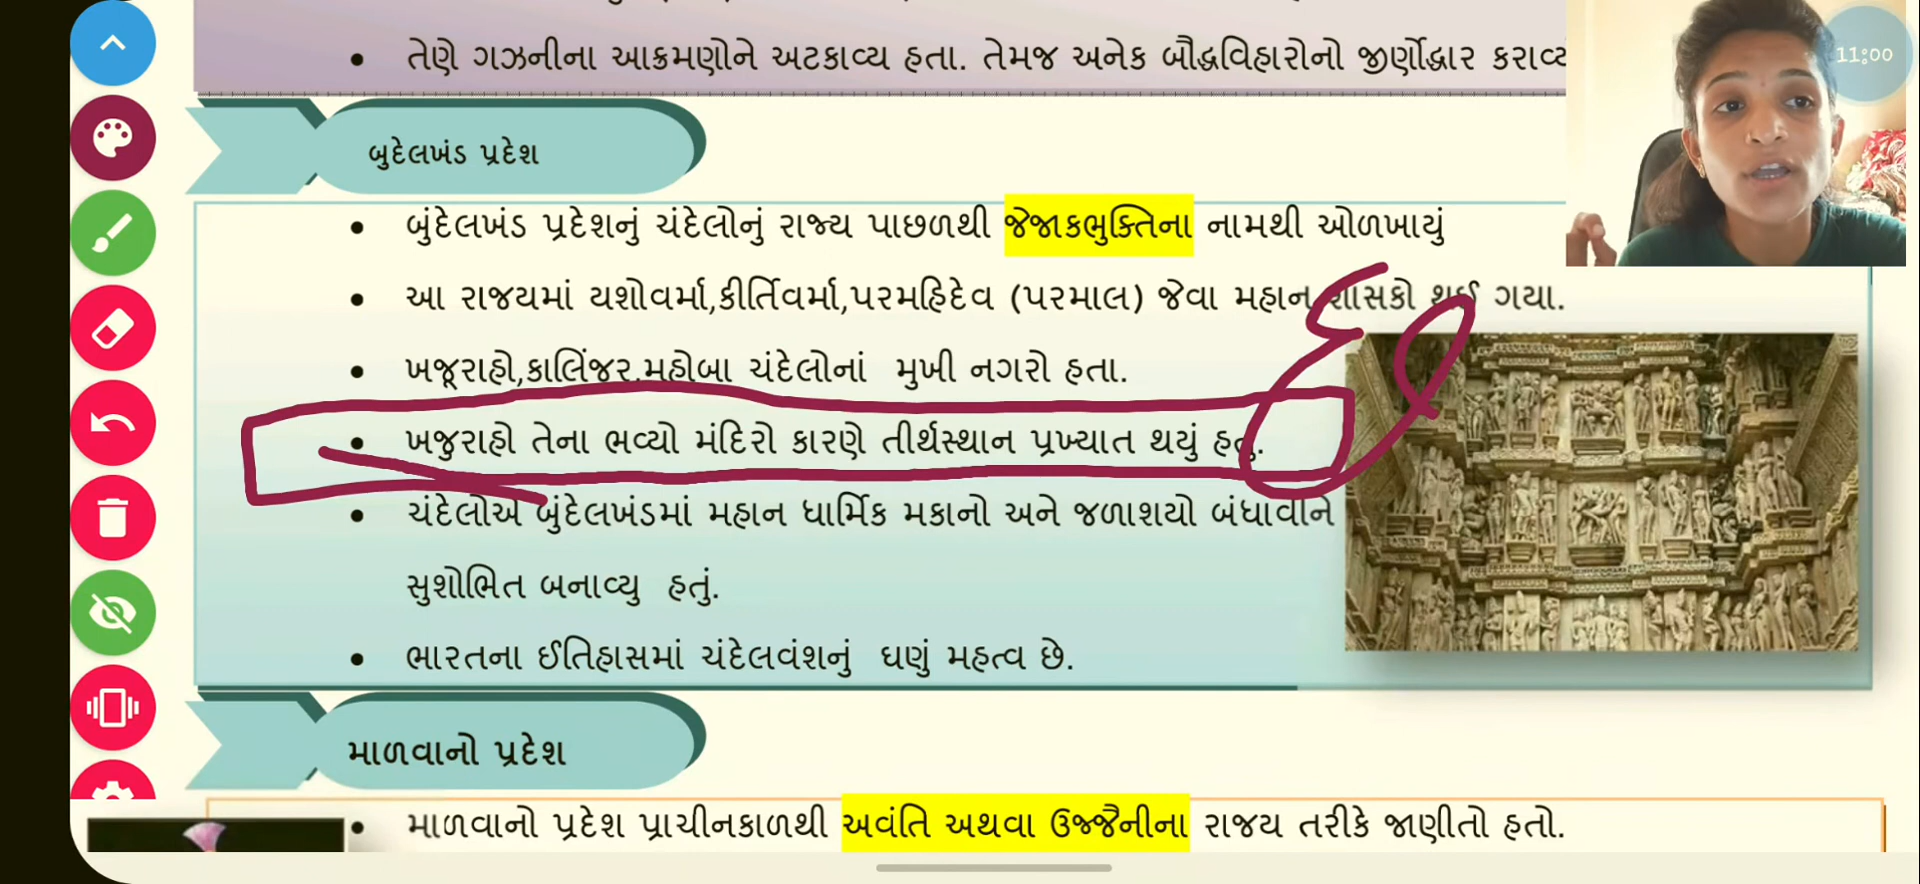 તેણે ગઝનીના આક્રમણોને અટકાવ્ય હતા. તેમજ અનેક બૌદ્ધવિહારોનો જીર્ણોદ્ધાર
11:00
બુદેલખંડ પ્રદેશ
બુંદેલખંડ પ્રદેશનું ચંદેલોનું રાજ્ય પાછળથી જેજાકભુક્તિના નામથી ઓળખાયું
આ રાજયમાં યશોવર્મા,કીર્તિવર્મા,પરમહિદેવ (પરમાલ) જેવા મહાન શાસકો થઈ ગયા.
ખજૂરાહો,કાલિંજર,મહોબા ચંદેલોનાં મુખી નગરો હતા.
ખજુરાહો તેના ભવ્યો મંદિરો કારણે તીર્થસ્થાન પ્રખ્યાત થયું હતુ.
ચંદેલોએ બુંદેલખંડમાં મહાન ધાર્મિક મકાનો અને જળાશયો બંધાવીને
સુશોભિત બનાવ્યુ હતું.
ભારતના ઈતિહાસમાં ચંદેલવંશનું ઘણું મહત્વ છે.
માળવાનો પ્રદેશ
માળવાનો પ્રદેશ પ્રાચીનકાળથી અવંતિ અથવા ઉજ્જૈનીના રાજય તરીકે જાણીતો હતો.